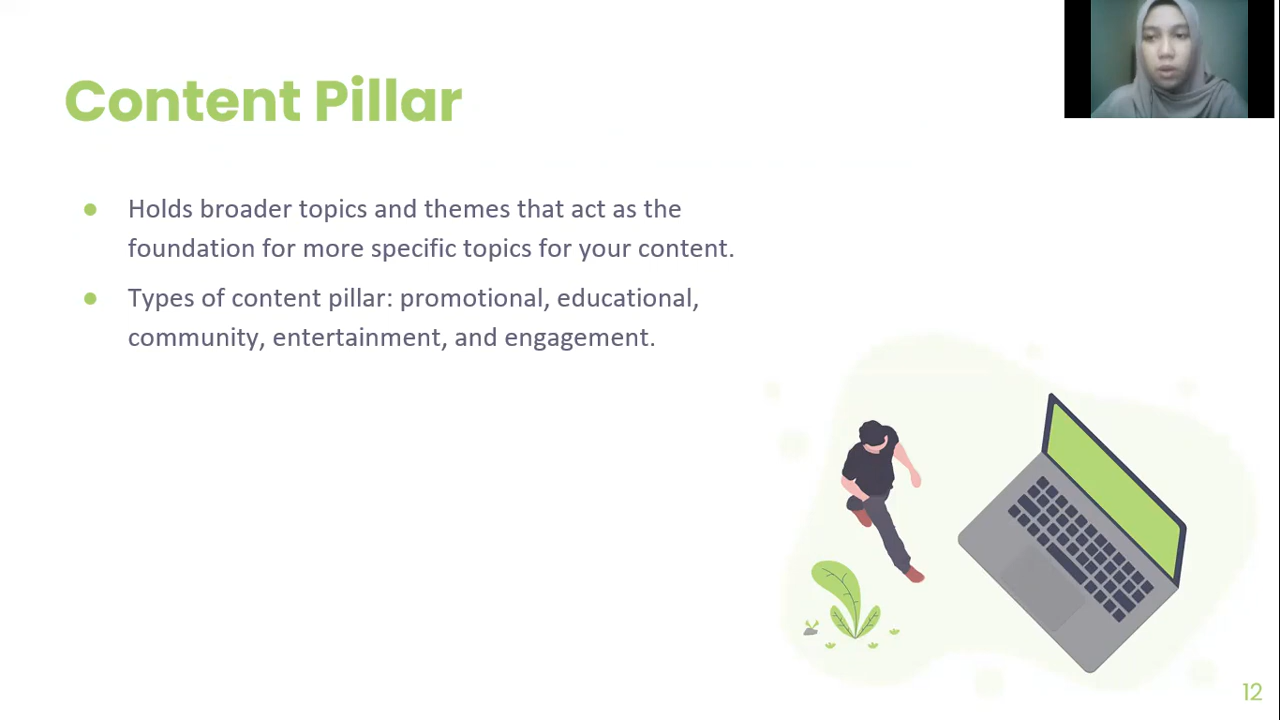 Content Pillar
Holds broader topics and themes that act as the
foundation for more specific topics for your content.
Types of content pillar: promotional, educational,
community, entertainment, and engagement.
12